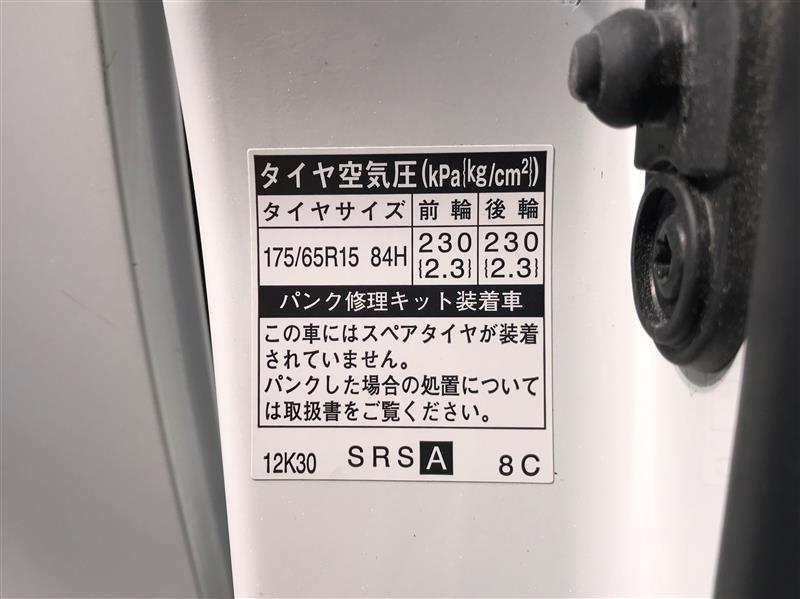 タイヤ空気圧(kPa{kg/cm²})
タイヤサイズ 前輪 後輪
175/65R15 84H 230 {2.3} 230 {2.3}
パンク修理キット装着車
この車にはスペアタイヤが装着
されていません。
パンクした場合の処置について
は取扱書をご覧ください。
12K30 SRS A 8C